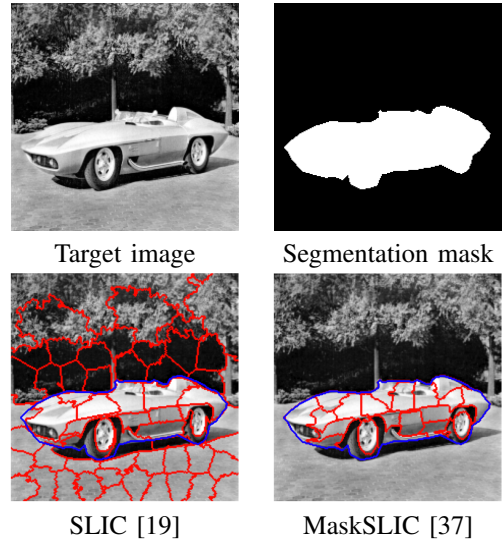 Target image
Segmentation mask
SLIC [19]
MaskSLIC [37]